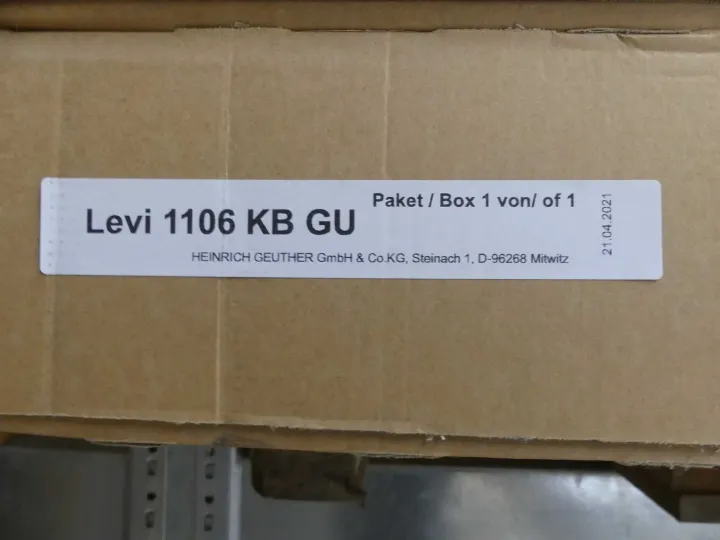 Paket / Box 1 von/ of 1
Levi 1106 KB GU
HEINRICH GEUTHER GmbH & Co.KG, Steinach 1, D-96268 Mitwitz
21.04.2021